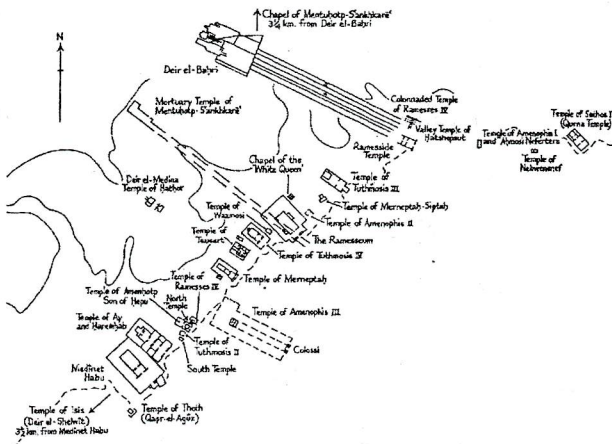 Chapel of Mentuhotp-S'ankhkarē'
3¼ km. from Deir el-Bahri
N
Deir el-Bahri
Colonnaded Temple
of Ramesses IV
Mortuary Temple of
Mentuhotp-S'ankhkarē'
Valley Temple of
Hatshepsut
Temple of Sethos I
(Qurna Temple)
Ramesside Temple
Temple of Amenophis I
and 'Ahmosi Nefertere
Temple of
Nebwenenef
Chapel of the
'White Queen'
Temple of
Tuthmosis III
Deir el-Medina
Temple of Hathor
Temple of Merneptah-Siptah
Temple of
Wazmosi
Temple of Amenophis II
The Ramesseum
Temple of
Tausert
Temple of Tuthmosis IV
Temple of
Ramesses IV
Temple of Merneptah
Temple of Amenhotp
Son of Hapu
North
Temple
Temple of Amenophis III
Temple of Ay
and Haremhab
Colossi
Temple of
Tuthmosis II
South Temple
Medinet
Habu
Temple of Isis
(Deir el-Shelwit)
3½ km. from Medinet Habu
Temple of Thoth
(Qasr-el-Agûz)